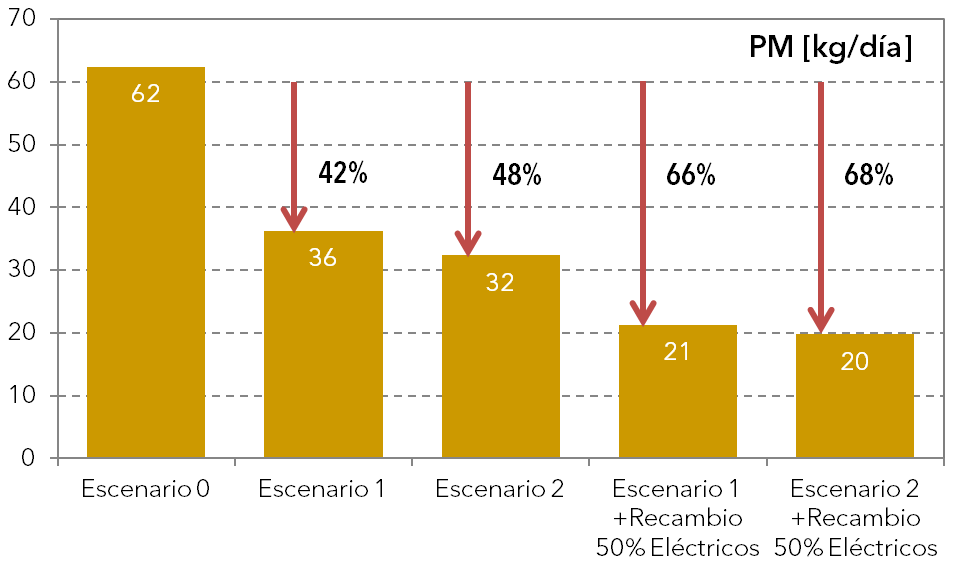 PM [kg/día]
70
60
50
40
30
20
10
0
62
36
32
21
20
42%
48%
66%
68%
Escenario 0
Escenario 1
Escenario 2
Escenario 1
+Recambio
50% Eléctricos
Escenario 2
+Recambio
50% Eléctricos